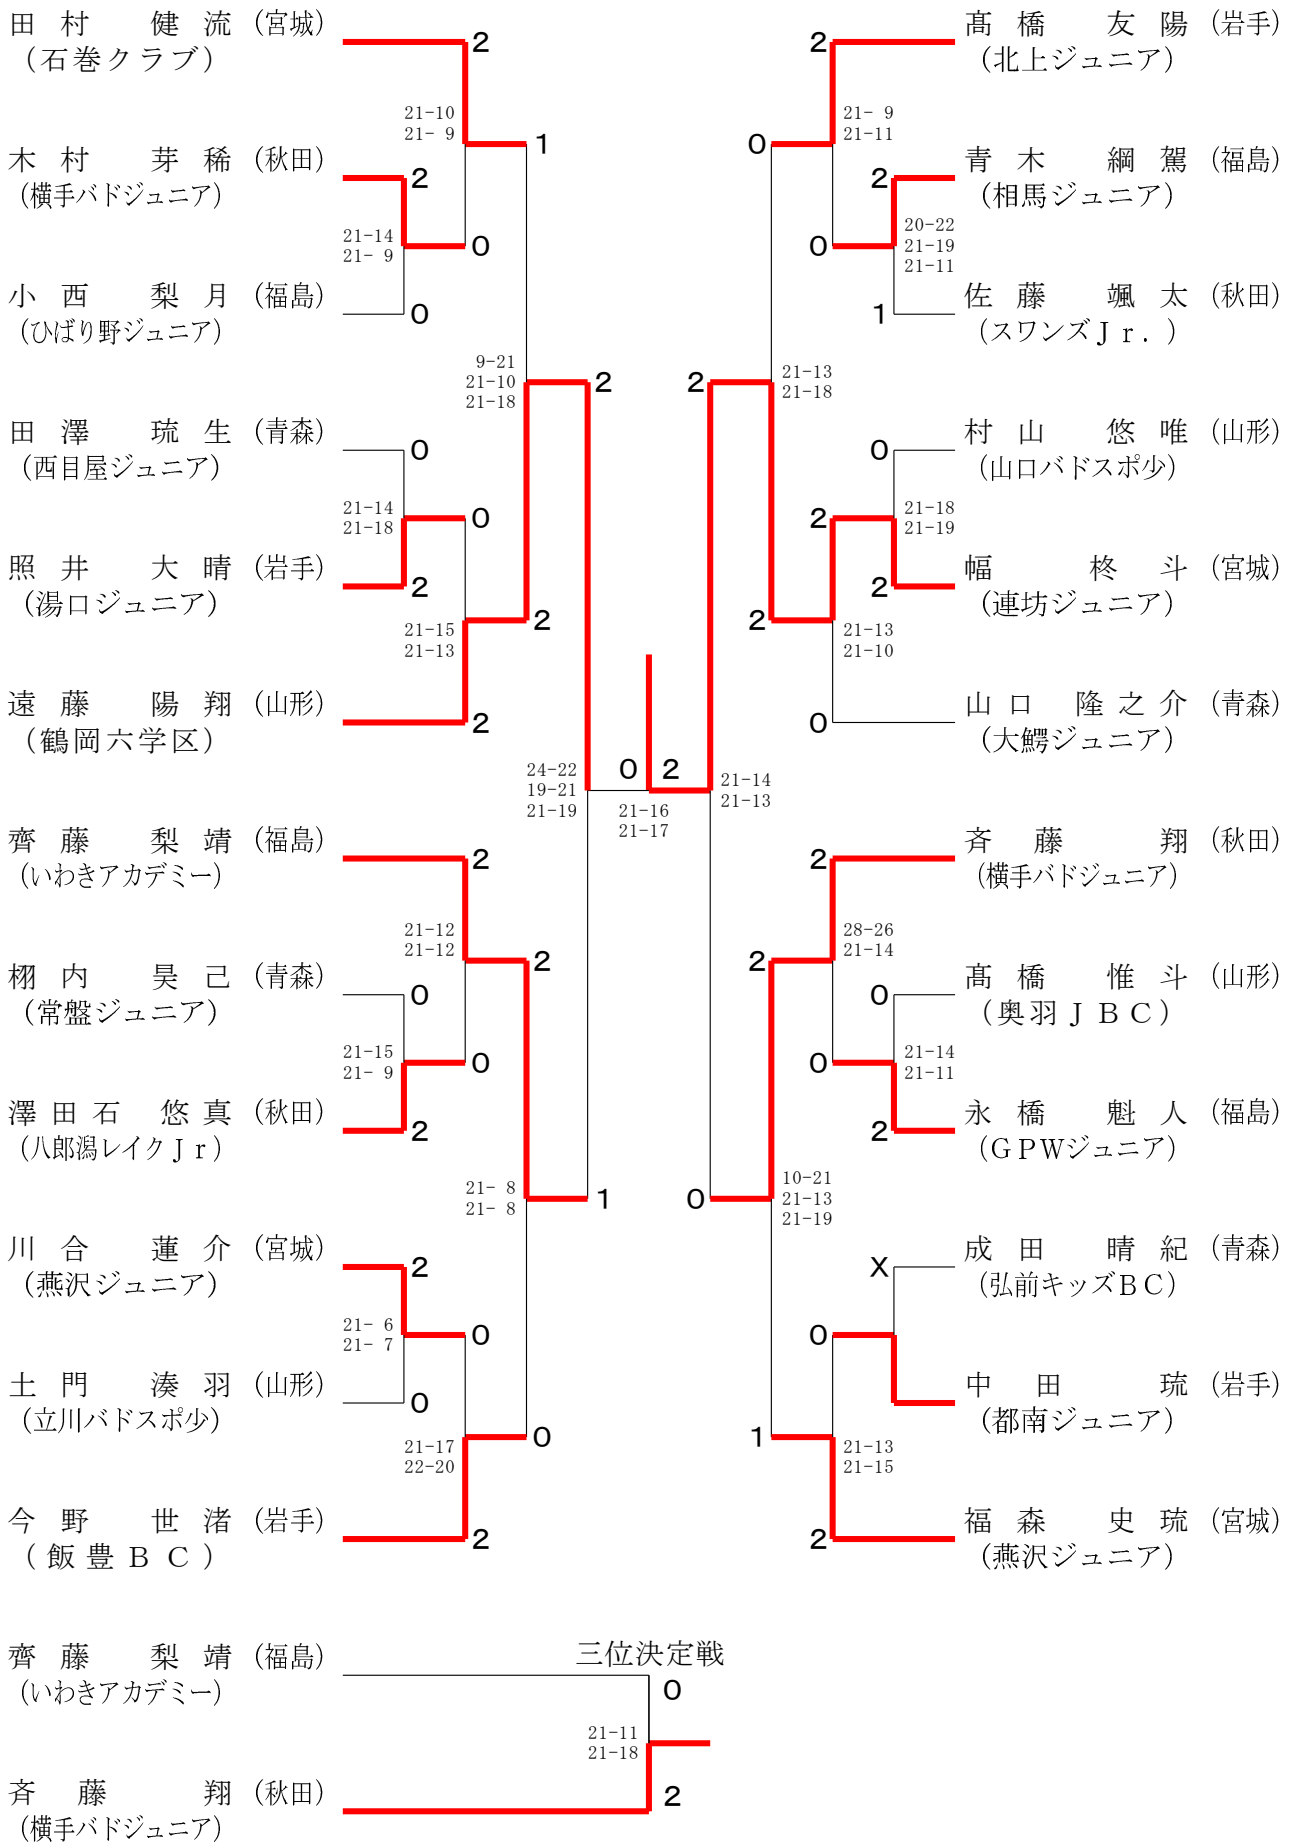 田村 健流 (宮城)
(石巻クラブ)
2
21-10
21- 9
1
木村 芽稀 (秋田)
(横手バドジュニア)
2
21-14
21- 9
0
小西 梨月 (福島)
(ひばり野ジュニア)
0
9-21
21-10
21-18
2
田澤 琉生 (青森)
(西目屋ジュニア)
0
21-14
21-18
0
照井 大晴 (岩手)
(湯口ジュニア)
2
21-15
21-13
2
遠藤 陽翔 (山形)
(鶴岡六学区)
2
24-22
19-21
21-19
0 2
21-16
21-17
齊藤 梨靖 (福島)
(いわきアカデミー)
2
21-12
21-12
2
栩内 昊己 (青森)
(常盤ジュニア)
0
21-15
21- 9
0
澤田石 悠真 (秋田)
(八郎潟レイクJr)
2
21- 8
21- 8
1
川合 蓮介 (宮城)
(燕沢ジュニア)
2
21- 6
21- 7
0
土門 湊羽 (山形)
(立川バドスポ少)
0
21-17
22-20
0
今野 世渚 (岩手)
(飯豊BC)
2
髙橋 友陽 (岩手)
(北上ジュニア)
2
21- 9
21-11
0
青木 綱駕 (福島)
(相馬ジュニア)
2
20-22
21-19
21-11
0
佐藤 颯太 (秋田)
(スワンズJr.)
1
21-13
21-18
2
村山 悠唯 (山形)
(山口バドスポ少)
0
21-18
21-19
2
幅 柊斗 (宮城)
(連坊ジュニア)
2
21-13
21-10
2
山口 隆之介 (青森)
(大鰐ジュニア)
0
21-14
21-13
斉藤 翔 (秋田)
(横手バドジュニア)
2
28-26
21-14
2
髙橋 惟斗 (山形)
(奥羽JBC)
0
21-14
21-11
0
永橋 魁人 (福島)
(GPWジュニア)
2
10-21
21-13
21-19
0
成田 晴紀 (青森)
(弘前キッズBC)
X
0
中田 琉 (岩手)
(都南ジュニア)
21-13
21-15
1
福森 史琉 (宮城)
(燕沢ジュニア)
2
三位決定戦
齊藤 梨靖 (福島)
(いわきアカデミー)
0
21-11
21-18
斉藤 翔 (秋田)
(横手バドジュニア)
2